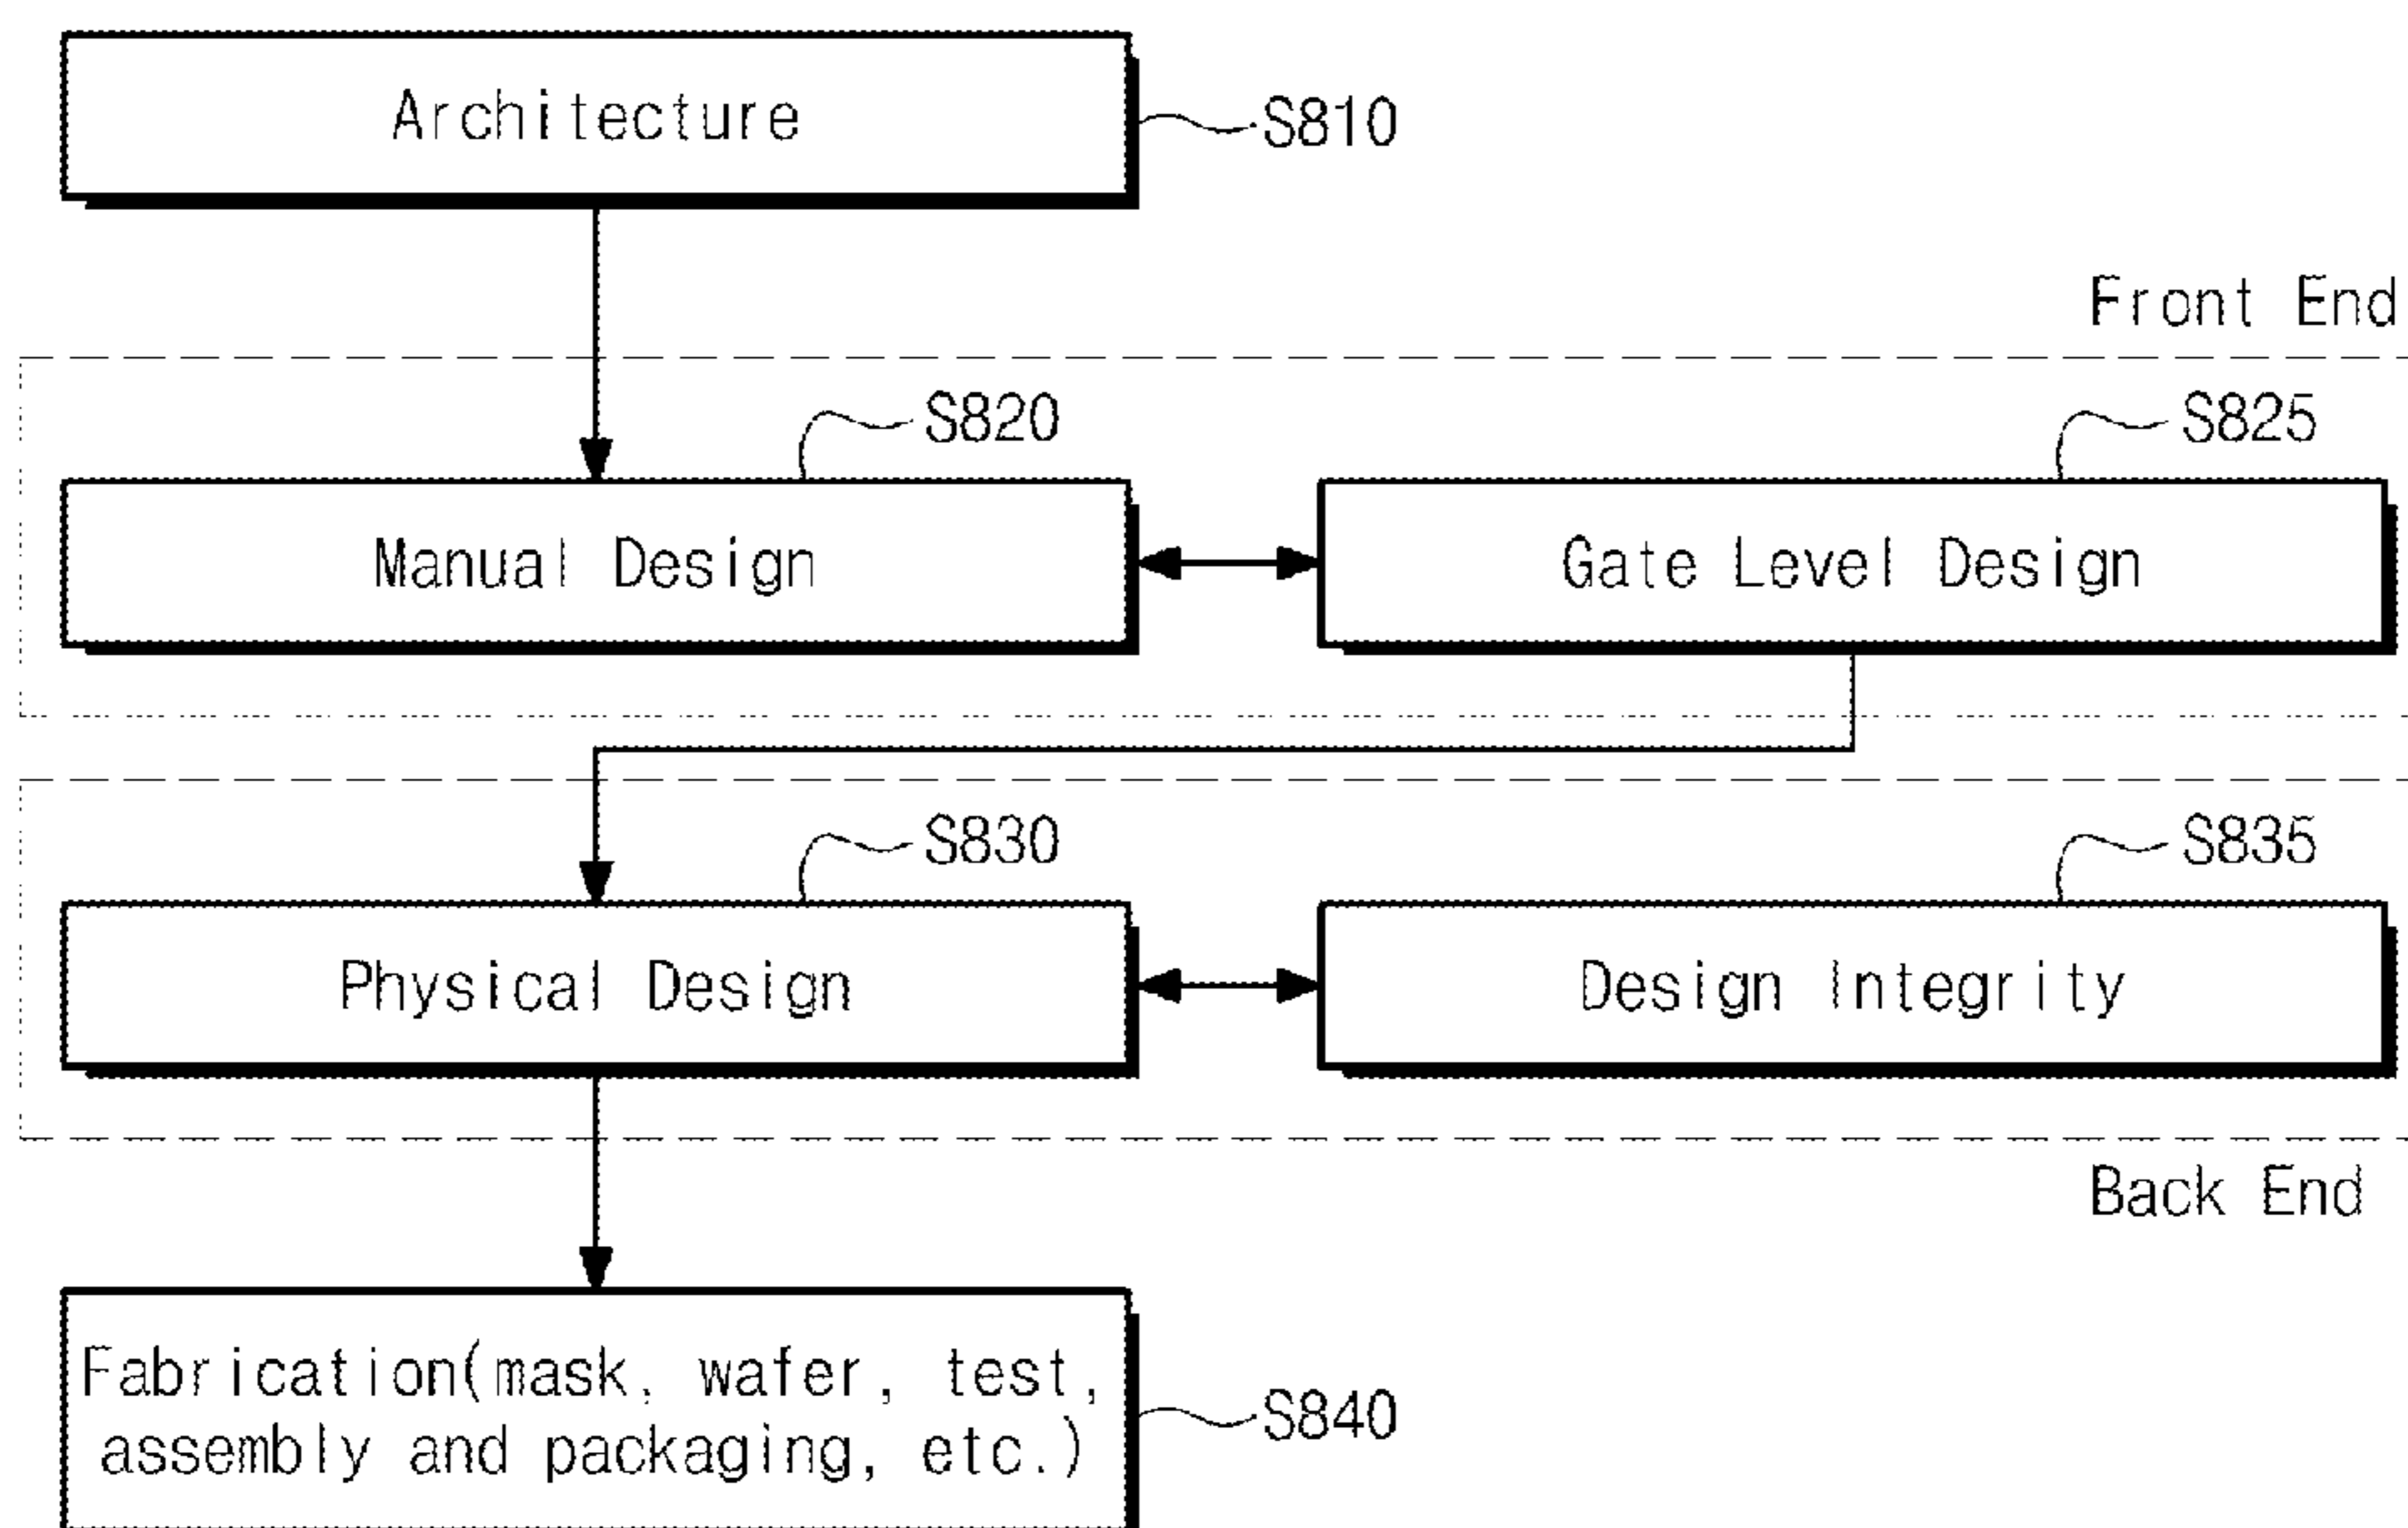 Architecture
S810
Front End
S820
S825
Manual Design
Gate Level Design
S830
S835
Physical Design
Design Integrity
Back End
Fabrication(mask, wafer, test,
assembly and packaging, etc.)
S840